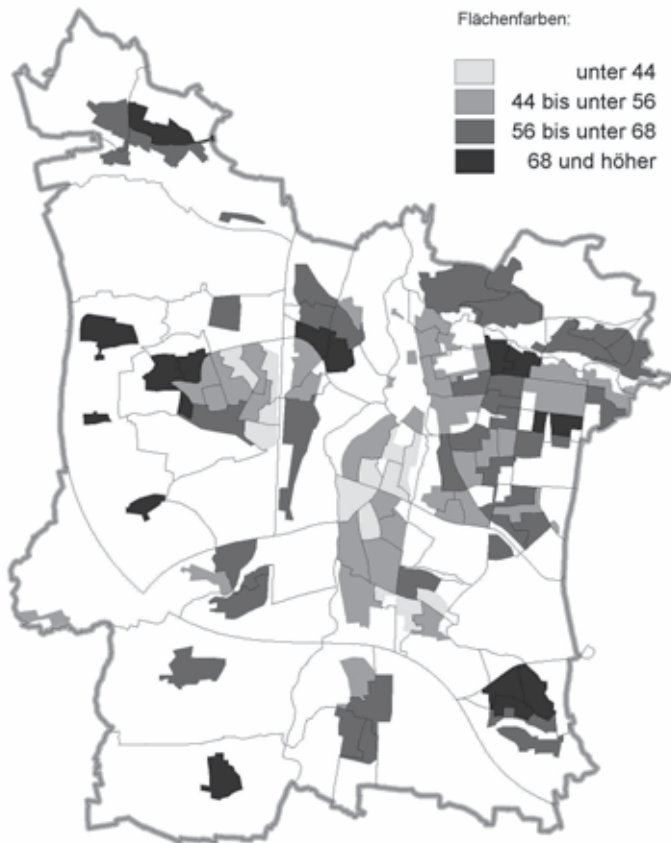 Flächenfarben:
unter 44
44 bis unter 56
56 bis unter 68
68 und höher